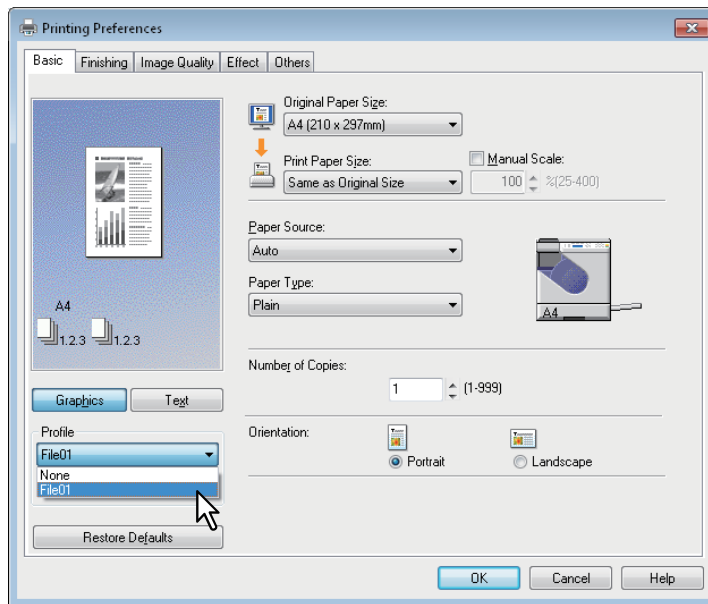 Printing Preferences
Basic
Finishing
Image Quality
Effect
Others
A4
1.2.3
1.2.3
Graphics
Text
Profile
File01
None
File01
Restore Defaults
Original Paper Size:
A4 (210 x 297mm)
Print Paper Size:
Same as Original Size
Manual Scale:
100 %(25-400)
Paper Source:
Auto
Paper Type:
Plain
A4
Number of Copies:
1 (1-999)
Orientation:
Portrait
Landscape
OK
Cancel
Help